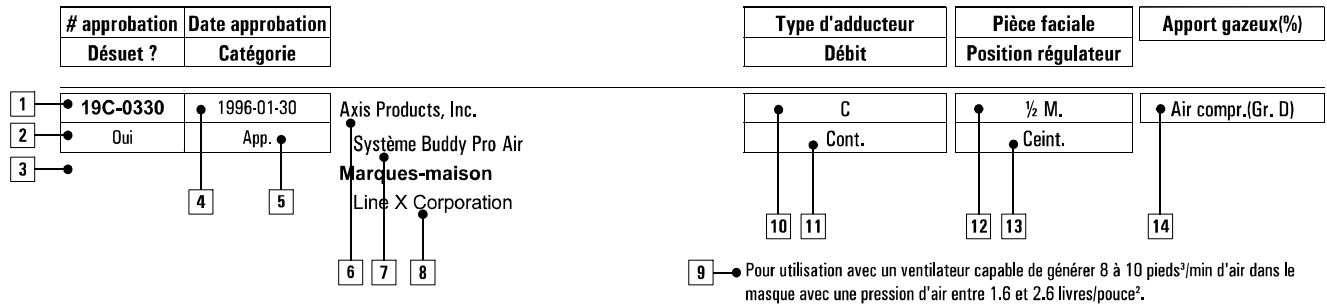 # approbation Date approbation Type d'adducteur Pièce faciale Apport gazeux(%)
Désuet ? Catégorie Débit Position régulateur
1 19C-0330 1996-01-30 Axis Products, Inc. C ½ M. Air compr.(Gr. D)
2 Oui App. Système Buddy Pro Air Cont. Ceint.
3 Marques-maison
4 5 Line X Corporation
10 11 12 13 14
6 7 8 9 Pour utilisation avec un ventilateur capable de générer 8 à 10 pieds³/min d'air dans le
masque avec une pression d'air entre 1.6 et 2.6 livres/pouce².